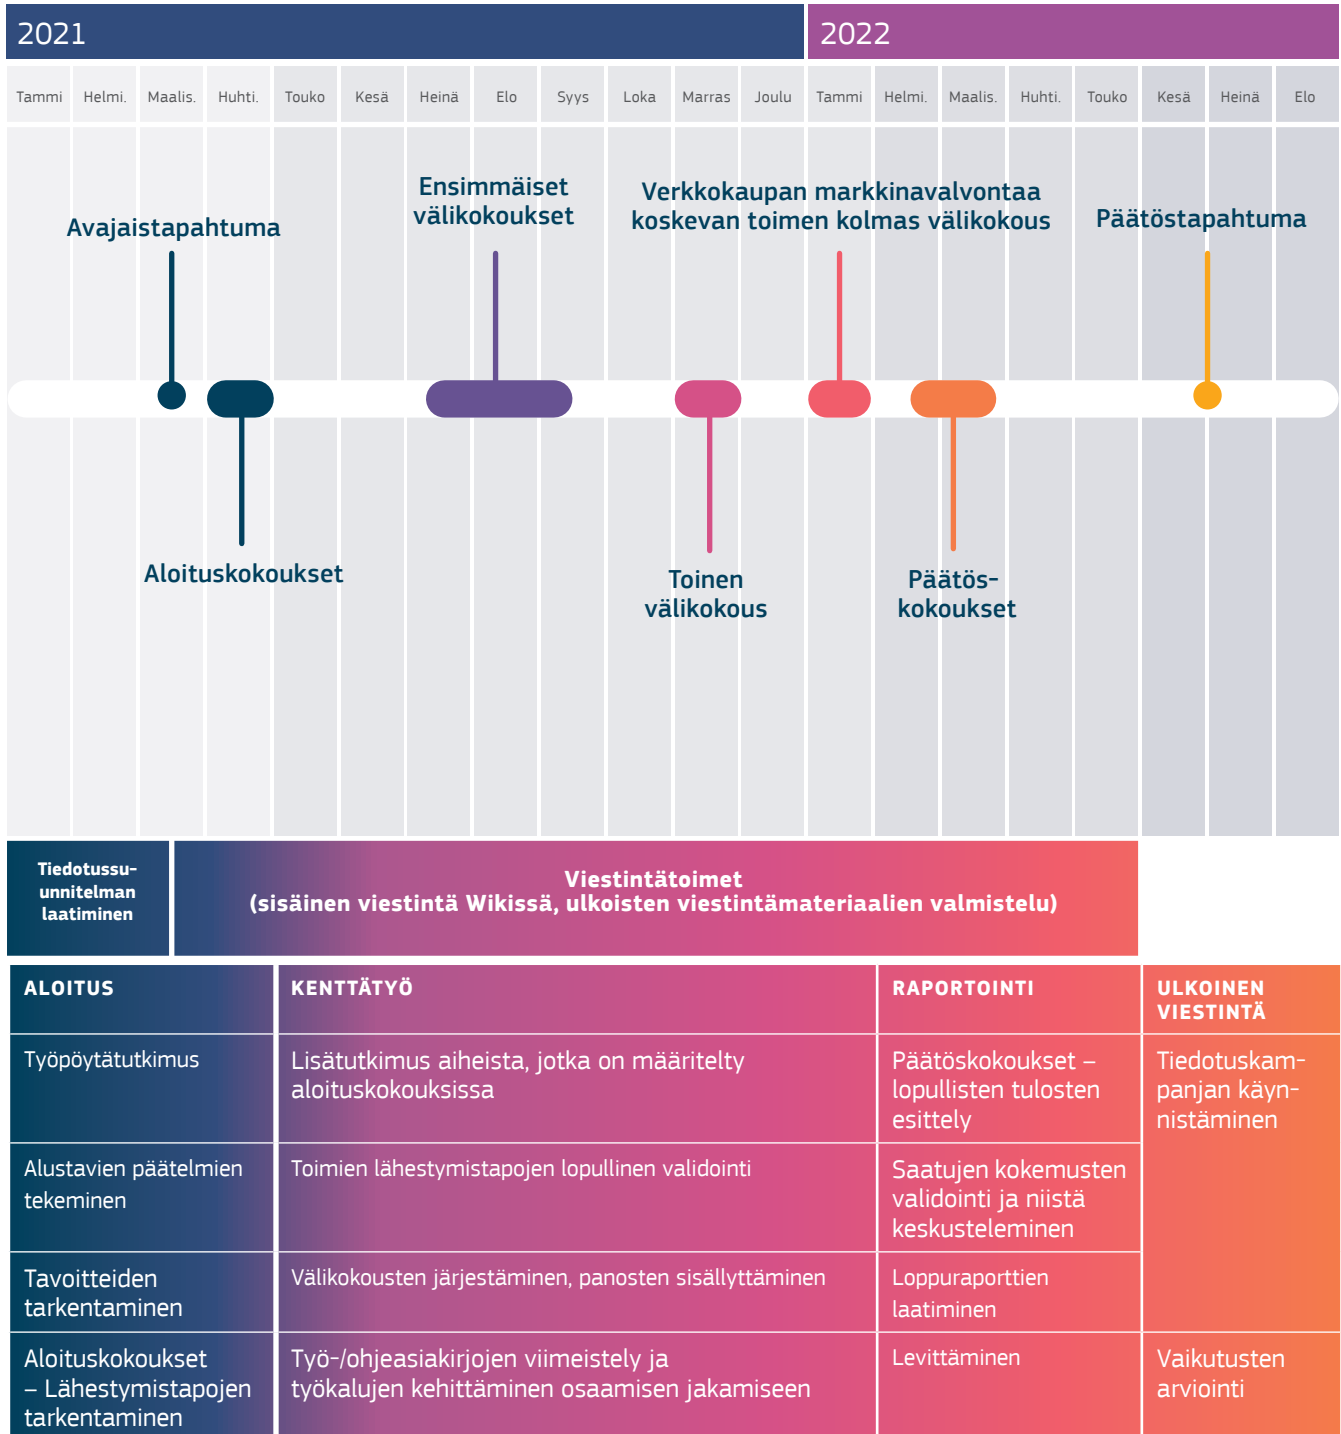 2021
2022
Tammi
Helmi.
Maalis.
Huhti.
Touko
Kesä
Heinä
Elo
Syys
Loka
Marras
Joulu
Tammi
Helmi.
Maalis.
Huhti.
Touko
Kesä
Heinä
Elo
Avajaistapahtuma
Ensimmäiset
välikokoukset
Verkkokaupan markkinavalvontaa
koskevan toimen kolmas välikokous
Päätöstapahtuma
Aloituskokoukset
Toinen
välikokous
Päätös-
kokoukset
Tiedotussu-
unnitelman
laatiminen
Viestintätoimet
(sisäinen viestintä Wikissä, ulkoisten viestintämateriaalien valmistelu)
ALOITUS
KENTTÄTYÖ
RAPORTOINTI
ULKOINEN
VIESTINTÄ
Työpöytätutkimus
Lisätutkimus aiheista, jotka on määritelty
aloituskokouksissa
Päätöskokoukset –
lopullisten tulosten
esittely
Tiedotuskam-
panjan käyn-
nistäminen
Alustavien päätelmien
tekeminen
Toimien lähestymistapojen lopullinen validointi
Saatujen kokemusten
validointi ja niistä
keskusteleminen
Tavoitteiden
tarkentaminen
Välikokousten järjestäminen, panosten sisällyttäminen
Loppuraporttien
laatiminen
Aloituskokoukset
– Lähestymistapojen
tarkentaminen
Työ-/ohjeasiakirjojen viimeistely ja
työkalujen kehittäminen osaamisen jakamiseen
Levittäminen
Vaikutusten
arviointi